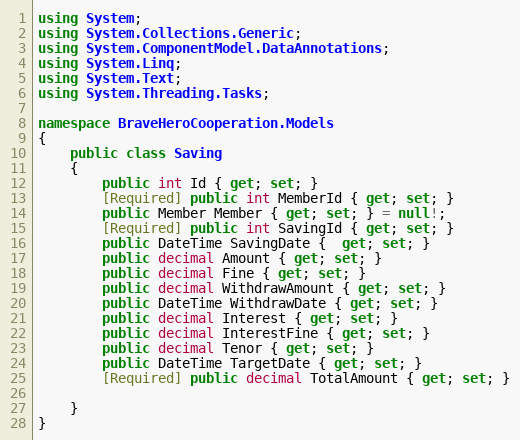 1 using System;
2 using System.Collections.Generic;
3 using System.ComponentModel.DataAnnotations;
4 using System.Linq;
5 using System.Text;
6 using System.Threading.Tasks;
7
8 namespace BraveHeroCooperation.Models
9 {
10     public class Saving
11     {
12         public int Id { get; set; }
13         [Required] public int MemberId { get; set; }
14         public Member Member { get; set; } = null!;
15         [Required] public int SavingId { get; set; }
16         public DateTime SavingDate {  get; set; }
17         public decimal Amount { get; set; }
18         public decimal Fine { get; set; }
19         public decimal WithdrawAmount { get; set; }
20         public DateTime WithdrawDate { get; set; }
21         public decimal Interest { get; set; }
22         public decimal InterestFine { get; set; }
23         public decimal Tenor { get; set; }
24         public DateTime TargetDate { get; set; }
25         [Required] public decimal TotalAmount { get; set; }
26
27     }
28 }